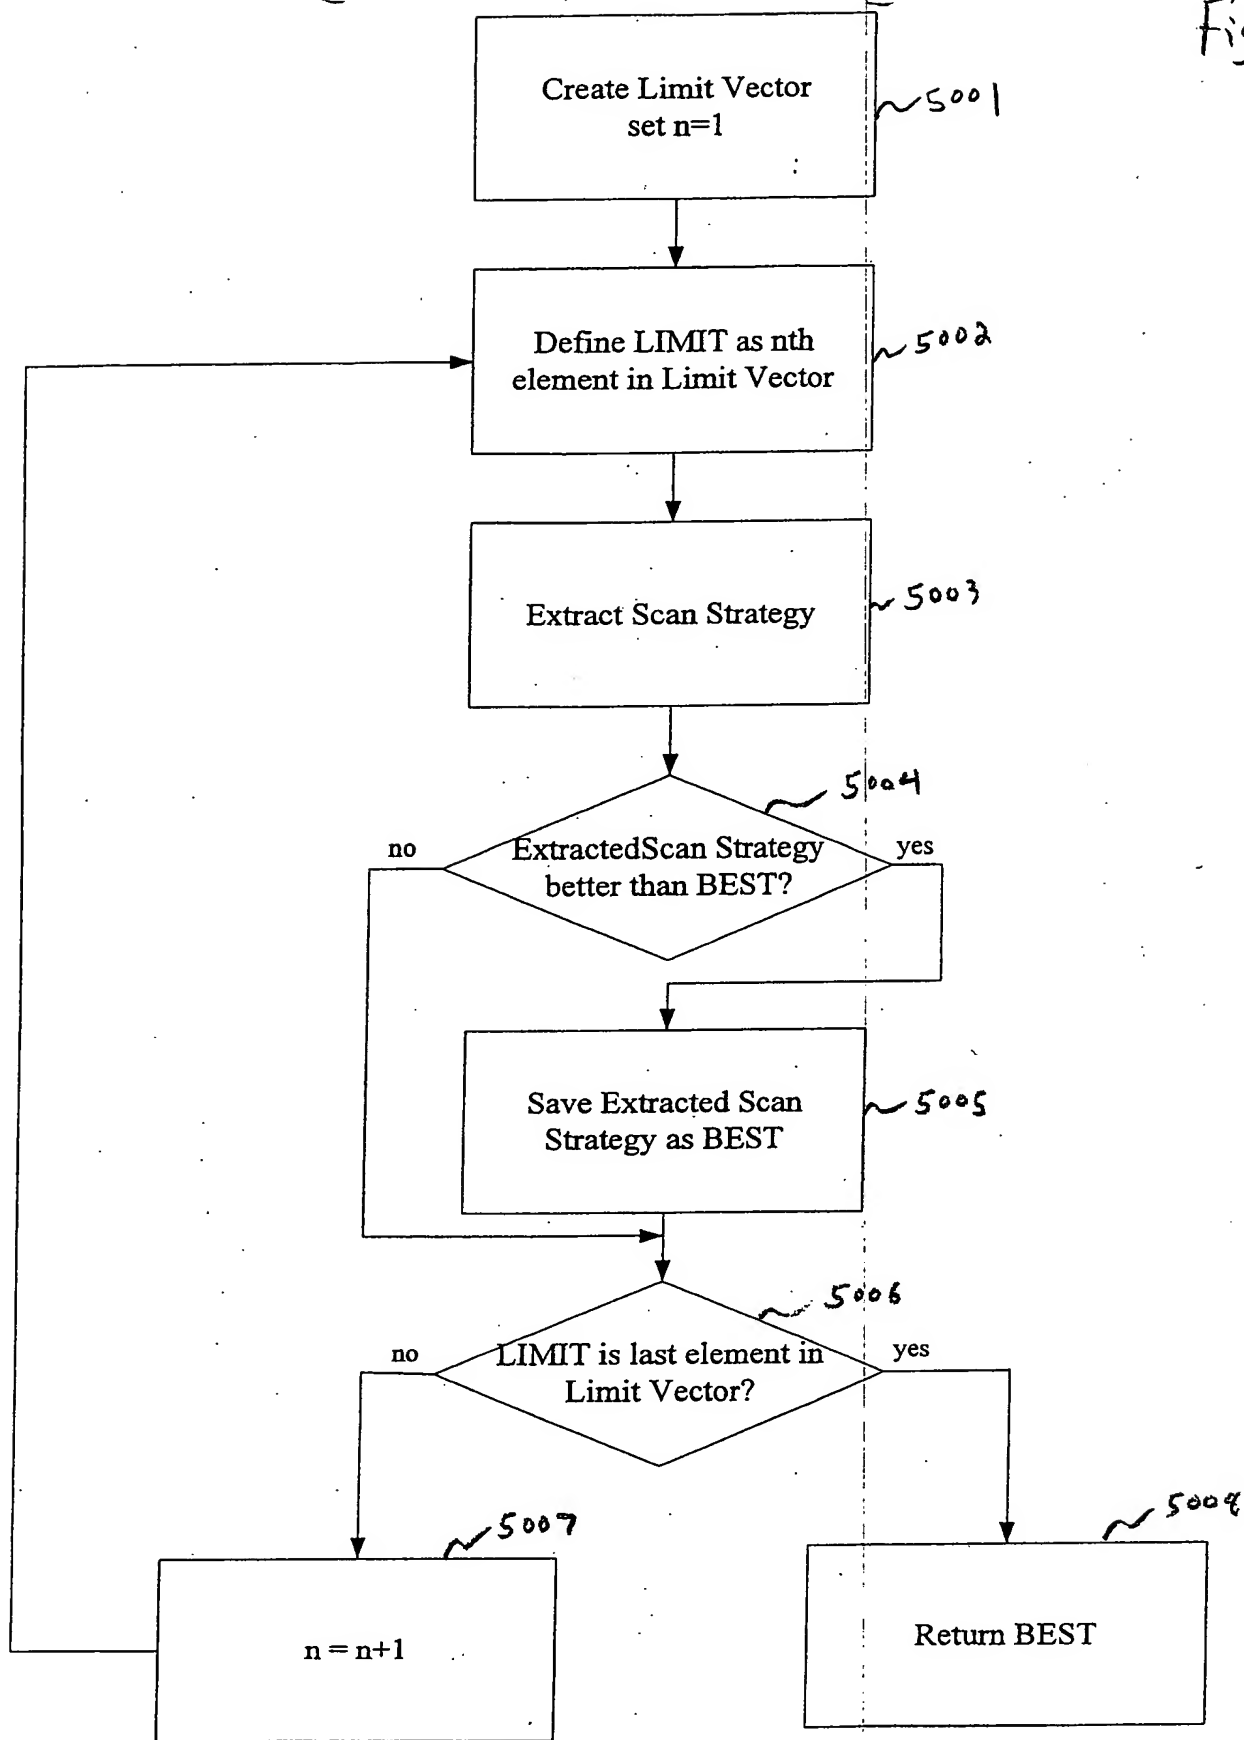 Fig
Create Limit Vector
set n=1
5001
Define LIMIT as nth
element in Limit Vector
5002
Extract Scan Strategy
5003
5004
no
ExtractedScan Strategy
better than BEST?
yes
Save Extracted Scan
Strategy as BEST
5005
5006
no
LIMIT is last element in
Limit Vector?
yes
5007
n = n+1
Return BEST